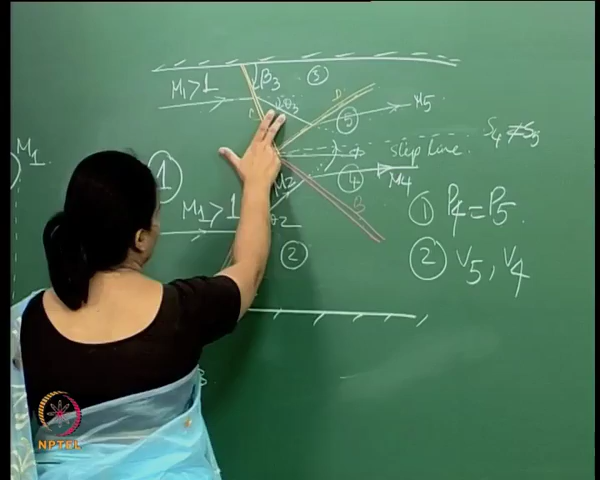 M1>1
β3
3
θ3
D
M5
5
M1
1
slip line.
S4 ≠ S5
4
M4
M2
M1>1
θ2
B
2
① P4 = P5.
② V5, V4
NPTEL